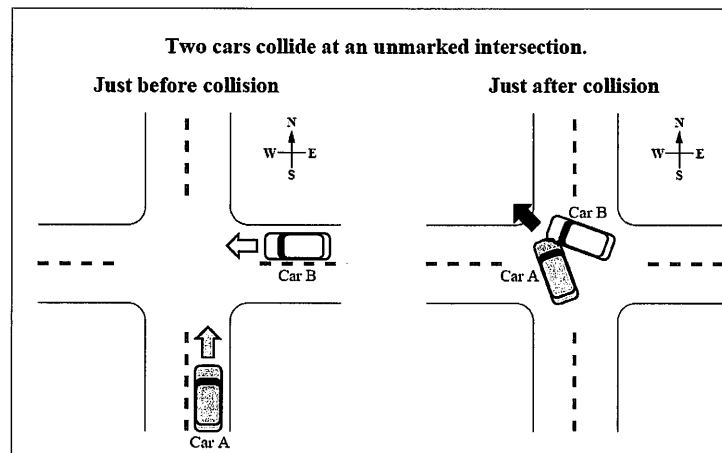 Two cars collide at an unmarked intersection.
Just before collision
Just after collision
N
W E
S
Car B
Car A
N
W E
S
Car B
Car A